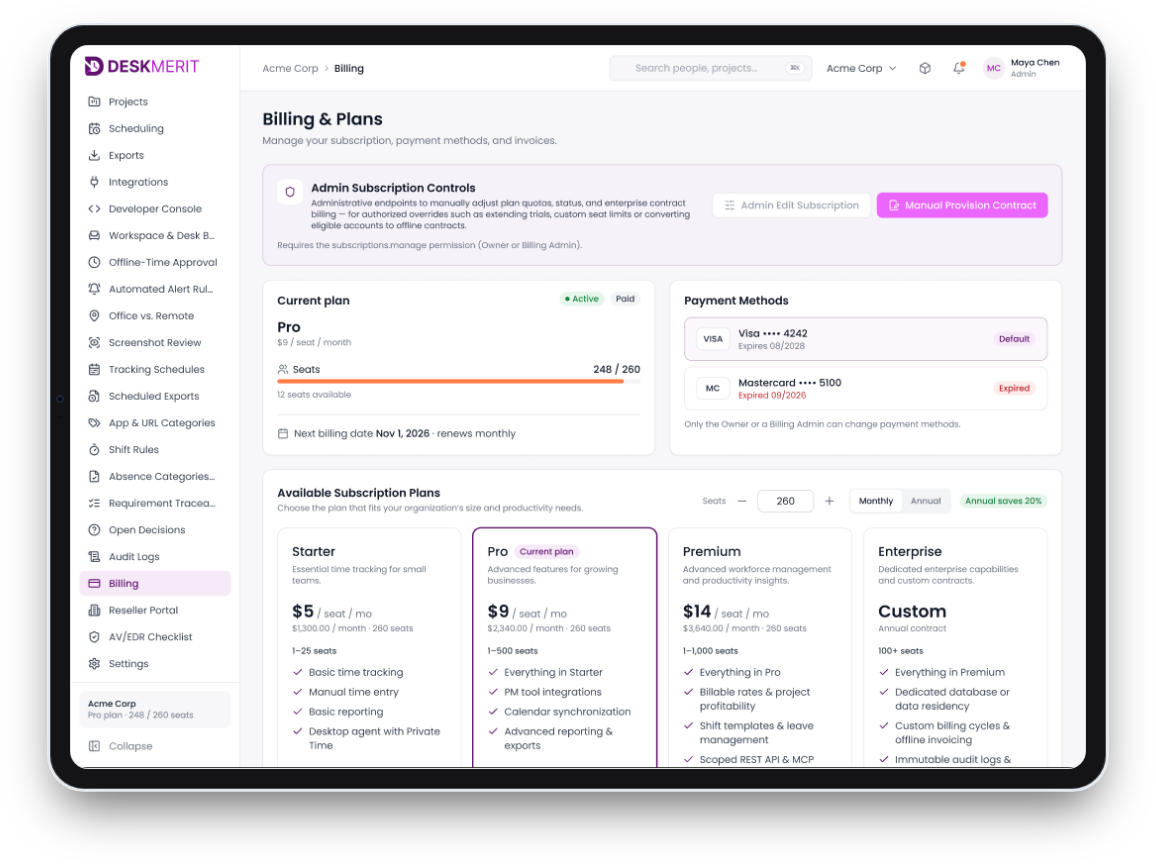 DESKMERIT
Projects
Scheduling
Exports
Integrations
Developer Console
Workspace & Desk B...
Offline-Time Approval
Automated Alert Rul...
Office vs. Remote
Screenshot Review
Tracking Schedules
Scheduled Exports
App & URL Categories
Shift Rules
Absence Categories...
Requirement Tracea...
Open Decisions
Audit Logs
Billing
Reseller Portal
AV/EDR Checklist
Settings
Acme Corp
Pro plan · 248 / 260 seats
Collapse
Acme Corp > Billing
Search people, projects...
⌘K
Acme Corp
MC
Maya Chen
Admin
Billing & Plans
Manage your subscription, payment methods, and invoices.
Admin Subscription Controls
Administrative endpoints to manually adjust plan quotas, status, and enterprise contract
billing — for authorized overrides such as extending trials, custom seat limits or converting
eligible accounts to offline contracts.
Requires the subscriptions.manage permission (Owner or Billing Admin).
Admin Edit Subscription
Manual Provision Contract
Current plan
Active
Paid
Pro
$9 / seat / month
Seats
248 / 260
12 seats available
Next billing date Nov 1, 2026 · renews monthly
Payment Methods
VISA
Visa •••• 4242
Expires 08/2028
Default
MC
Mastercard •••• 5100
Expired 09/2026
Expired
Only the Owner or a Billing Admin can change payment methods.
Available Subscription Plans
Choose the plan that fits your organization's size and productivity needs.
Seats
−
260
+
Monthly
Annual
Annual saves 20%
Starter
Essential time tracking for small
teams.
$5 / seat / mo
$1,300.00 / month · 260 seats
1–25 seats
Basic time tracking
Manual time entry
Basic reporting
Desktop agent with Private
Time
Pro
Current plan
Advanced features for growing
businesses.
$9 / seat / mo
$2,340.00 / month · 260 seats
1–500 seats
Everything in Starter
PM tool integrations
Calendar synchronization
Advanced reporting &
exports
Premium
Advanced workforce management
and productivity insights.
$14 / seat / mo
$3,640.00 / month · 260 seats
1–1,000 seats
Everything in Pro
Billable rates & project
profitability
Shift templates & leave
management
Scoped REST API & MCP
Enterprise
Dedicated enterprise capabilities
and custom contracts.
Custom
Annual contract
100+ seats
Everything in Premium
Dedicated database or
data residency
Custom billing cycles &
offline invoicing
Immutable audit logs &